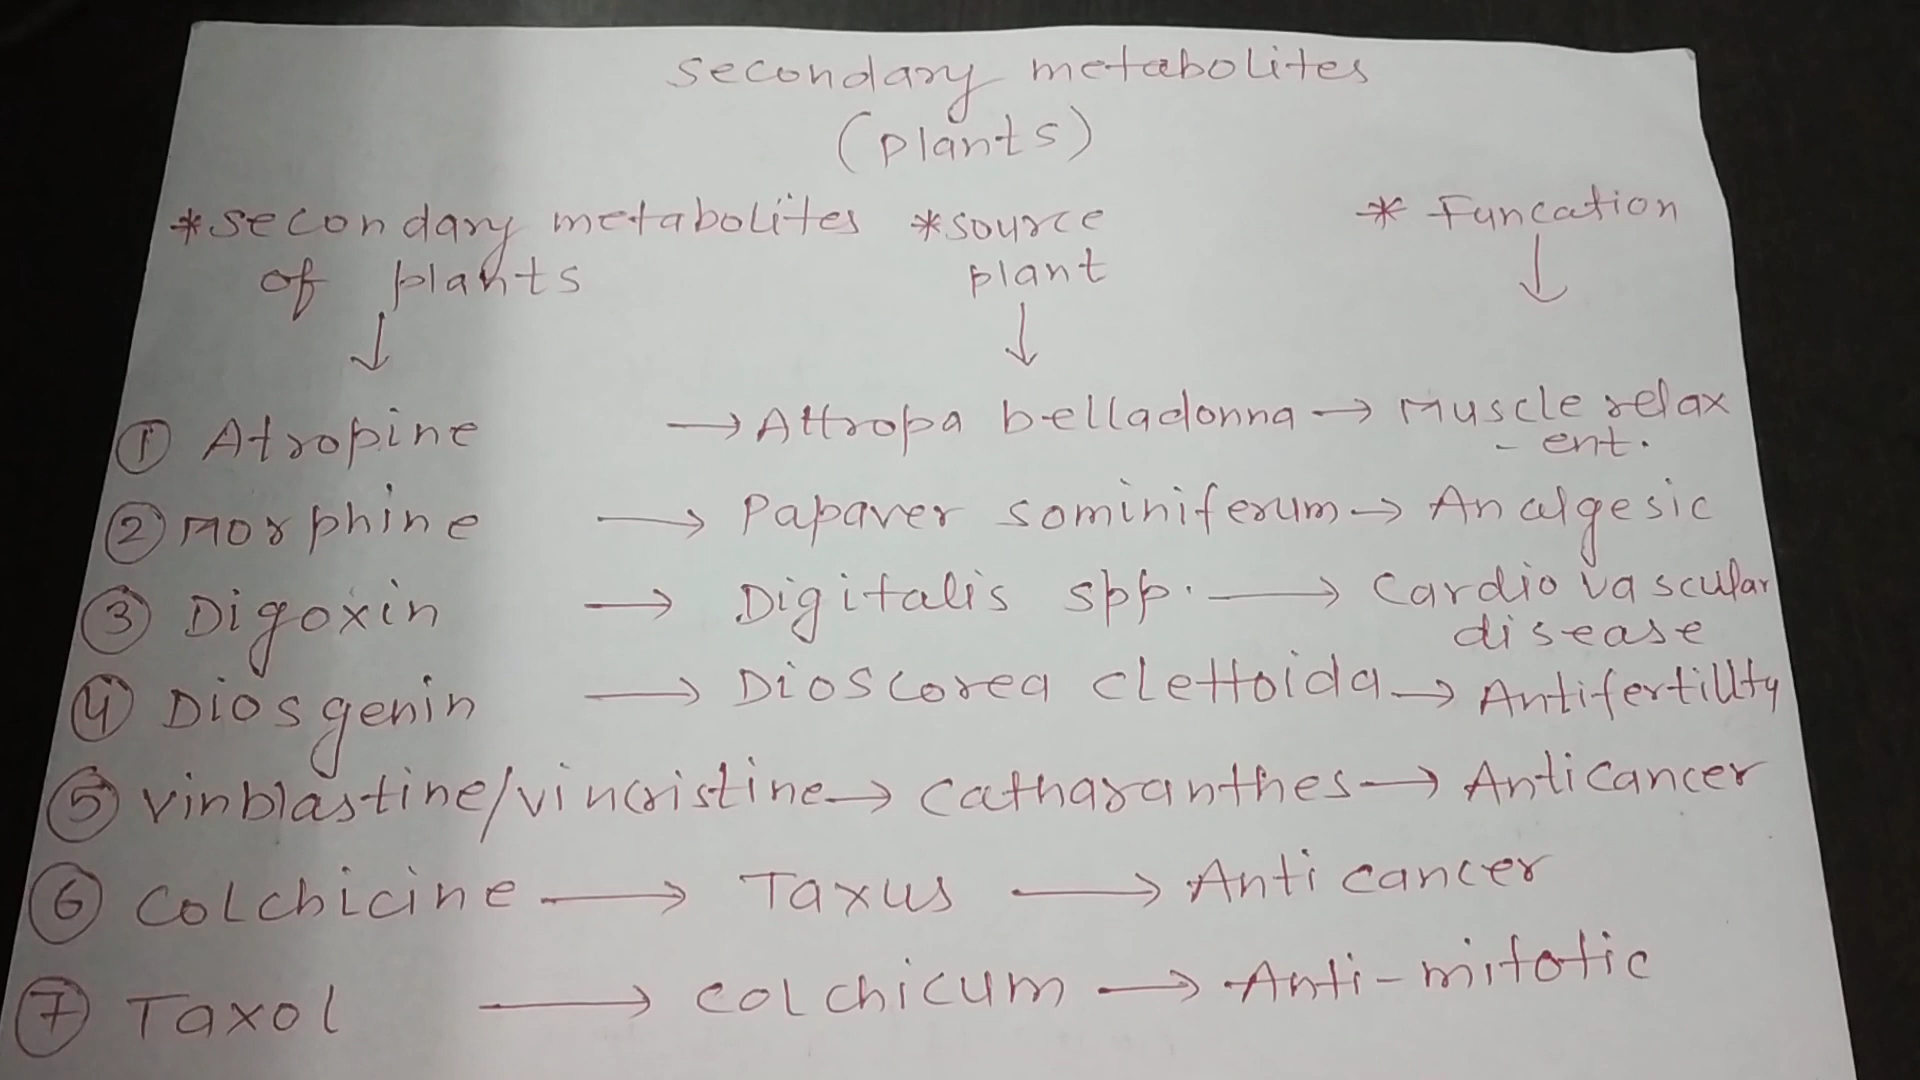 secondary metabolites
(plants)
*secondary metabolites *source * Funcation
of plants plant
↓ ↓ ↓
① Atropine → Attropa belladonna → Muscle relax
- ent.
② Morphine → Papaver sominiferum → Analgesic
③ Digoxin → Digitalis spp. → Cardio vascular
disease
④ Diosgenin → Dioscorea clettoida → Antifertillty
⑤ vinblastine/vincristine → catharanthes → Anticancer
⑥ Colchicine → Taxus → Anti cancer
⑦ Taxol → colchicum → Anti-mitotic